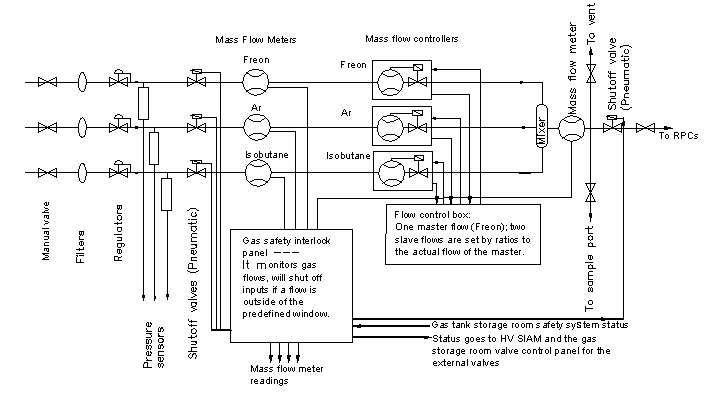 Mass Flow Meters
Mass flow controllers
Freon
Ar
Isobutane
Freon
Ar
Isobutane
Mixer
Mass flow meter
To vent
Shutoff valve
(Pneumatic)
To RPCs
To sample port
Manual valve
Filters
Regulators
Pressure
sensors
Shutoff valves (Pneumatic)
Flow control box:
One master flow (Freon); two
slave flows are set by ratios to
the actual flow of the master.
Gas safety interlock
panel ----
It monitors gas
flows, will shut off
inputs if a flow is
outside of the
predefined window.
Gas tank storage room safety system status
Status goes to HV SIAM and the gas
storage room valve control panel for the
external valves
Mass flow meter
readings